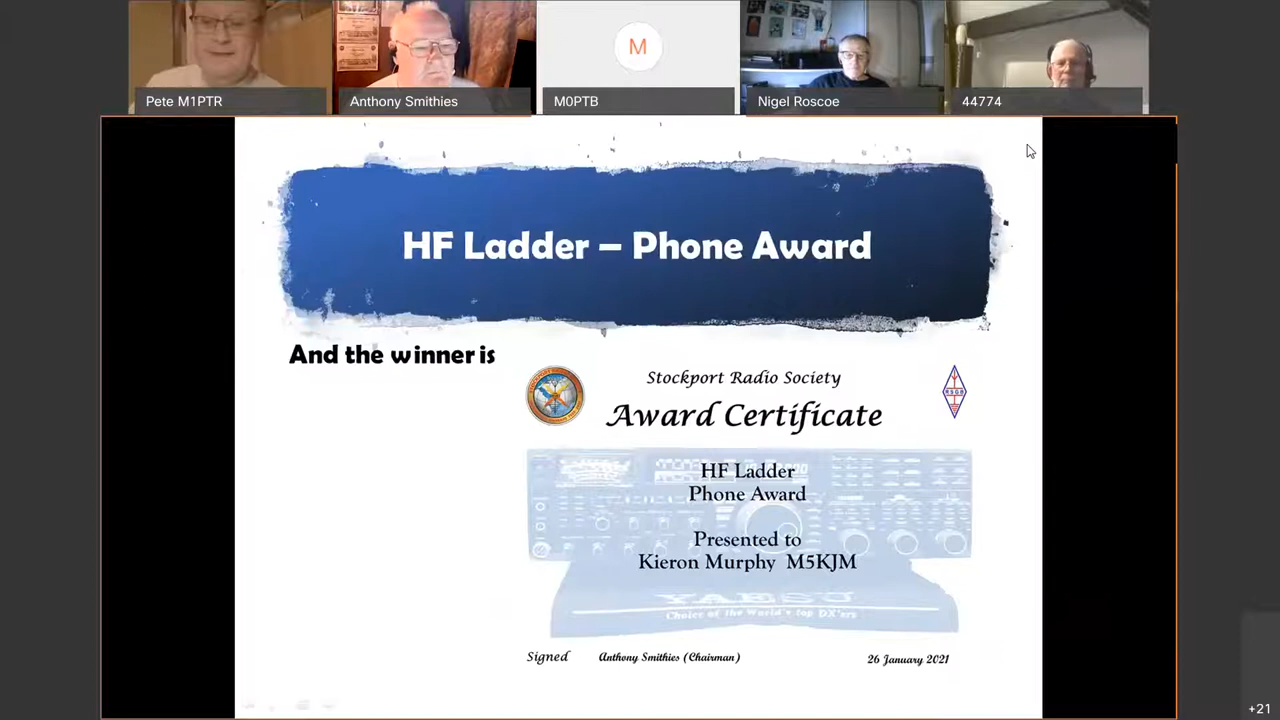 Pete M1PTR
Anthony Smithies
M
M0PTB
Nigel Roscoe
44774
HF Ladder – Phone Award
And the winner is
Stockport Radio Society
Award Certificate
RSGB
HF Ladder
Phone Award
Presented to
Kieron Murphy M5KJM
YAESU
Choice of the World's top DX'ers
Signed
Anthony Smithies (Chairman)
26 January 2021
+21